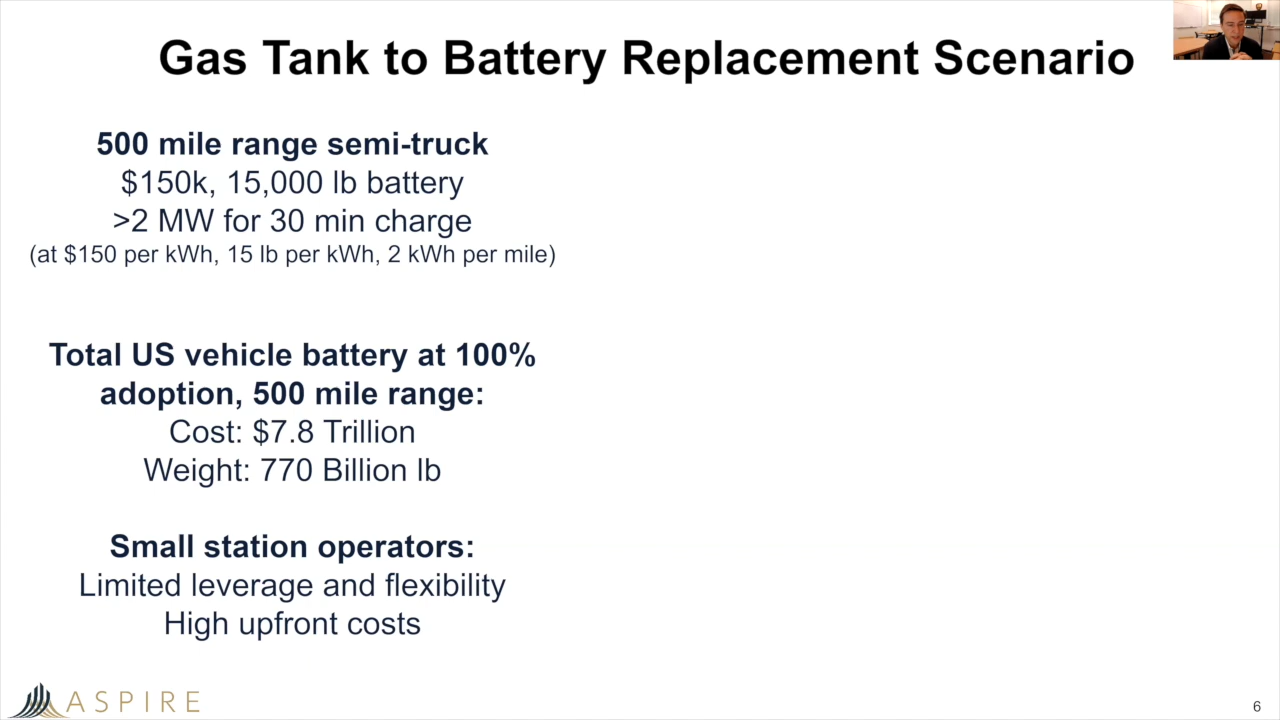 Gas Tank to Battery Replacement Scenario
500 mile range semi-truck
$150k, 15,000 lb battery
>2 MW for 30 min charge
(at $150 per kWh, 15 lb per kWh, 2 kWh per mile)
Total US vehicle battery at 100%
adoption, 500 mile range:
Cost: $7.8 Trillion
Weight: 770 Billion lb
Small station operators:
Limited leverage and flexibility
High upfront costs
ASPIRE
6